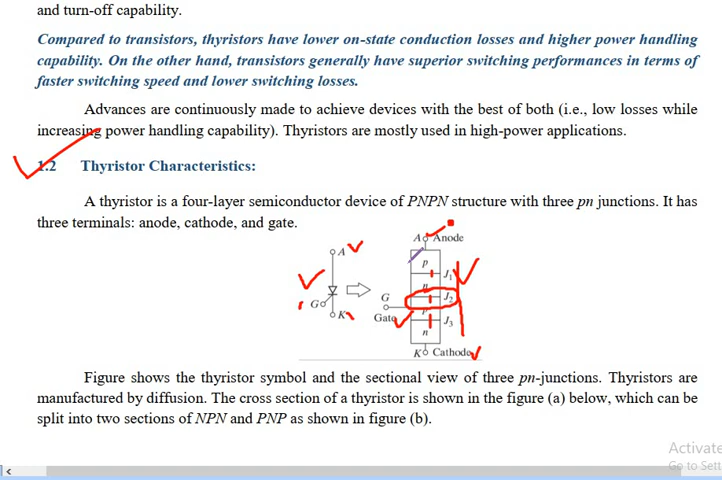 and turn-off capability.
Compared to transistors, thyristors have lower on-state conduction losses and higher power handling
capability. On the other hand, transistors generally have superior switching performances in terms of
faster switching speed and lower switching losses.
Advances are continuously made to achieve devices with the best of both (i.e., low losses while
increasing power handling capability). Thyristors are mostly used in high-power applications.
1.2 Thyristor Characteristics:
A thyristor is a four-layer semiconductor device of PNPN structure with three pn junctions. It has
three terminals: anode, cathode, and gate.
A Anode
A
P
J1
n
G
J2
G
Gate
P
K
J3
n
K Cathode
Figure shows the thyristor symbol and the sectional view of three pn-junctions. Thyristors are
manufactured by diffusion. The cross section of a thyristor is shown in the figure (a) below, which can be
split into two sections of NPN and PNP as shown in figure (b).
Activate
Go to Sett
<